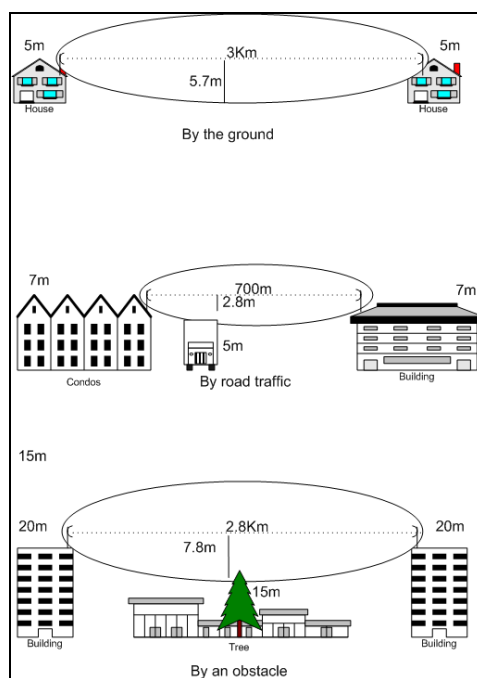 5m 3Km 5m
5.7m
House House
By the ground
7m 700m 7m
2.8m
5m
Condos By road traffic Building
15m
20m 2.8Km 20m
7.8m
15m
Building Tree Building
By an obstacle